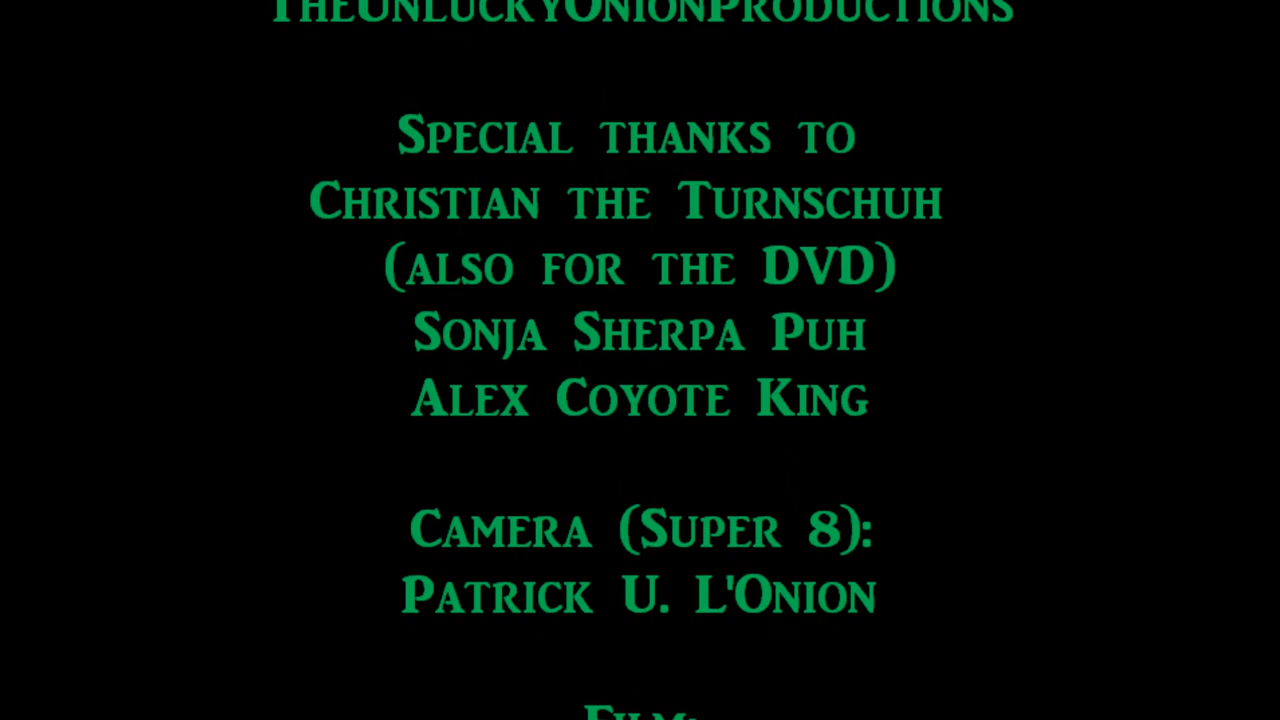 TheUnluckyOnionProductions
Special thanks to
Christian the Turnschuh
(also for the DVD)
Sonja Sherpa Puh
Alex Coyote King
Camera (Super 8):
Patrick U. L'Onion
Film: